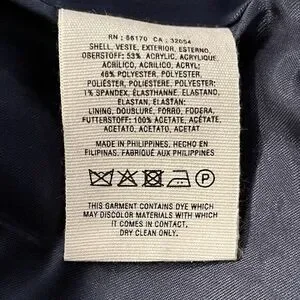 RN : 66170 CA : 32054
SHELL, VESTE, EXTERIOR, ESTERNO,
OBERSTOFF: 53% ACRYLIC, ACRYLIQUE,
ACRÍLICO, ACRILICO, ACRYL;
46% POLYESTER, POLYESTER,
POLIÉSTER, POLIESTERE, POLYESTER;
1% SPANDEX, ÉLASTHANNE, ELASTANO,
ELASTAN, ELASTAN;
LINING, DOUBLURE, FORRO, FODERA,
FUTTERSTOFF: 100% ACETATE, ACÉTATE,
ACETATO, ACETATO, ACETAT
MADE IN PHILIPPINES, HECHO EN
FILIPINAS, FABRIQUÉ AUX PHILIPPINES
P
THIS GARMENT CONTAINS DYE WHICH
MAY DISCOLOR MATERIALS WITH WHICH
IT COMES IN CONTACT.
DRY CLEAN ONLY.